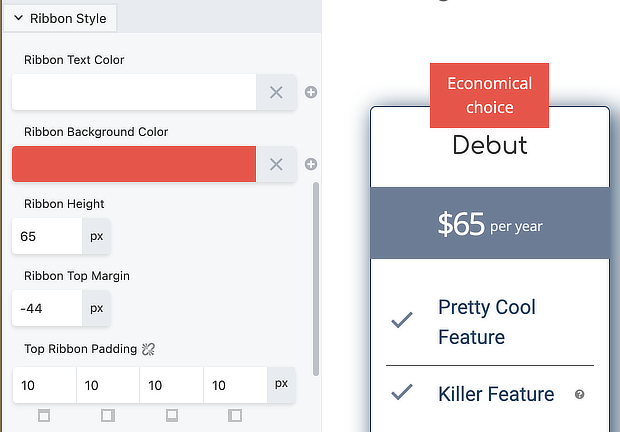 Ribbon Style
Ribbon Text Color
Ribbon Background Color
Ribbon Height
65 px
Ribbon Top Margin
-44 px
Top Ribbon Padding
10 10 10 10 px
Economical
choice
Debut
$65 per year
Pretty Cool
Feature
Killer Feature ?